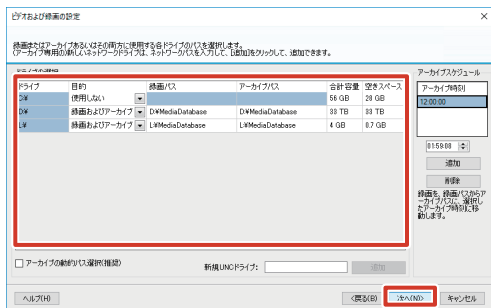 ビデオおよび録画の設定
録画またはアーカイブあるいはその両方に使用する各ドライブのパスを選択します。
(アーカイブ専用の新しいネットワークドライブは、ネットワークパスを入力して、[追加]をクリックして、追加できます。
ドライブの選択
ドライブ 目的 録画パス アーカイブパス 合計容量 空きスペース
C:¥ 使用しない 56 GB 28 GB
D:¥ 録画およびアーカイブ D:¥MediaDatabase D:¥MediaDatabase 33 TB 33 TB
L:¥ 録画およびアーカイブ L:¥MediaDatabase L:¥MediaDatabase 4 GB 8.7 GB
アーカイブの動的パス選択(推奨)
新規UNCドライブ:
追加
アーカイブスケジュール
アーカイブ時刻
12:00:00
01:59:08
追加
削除
録画を、録画パスからアーカイブパスに、選択したアーカイブ時刻に移動します。
ヘルプ(H)
<戻る(B)
次へ(N)>
キャンセル